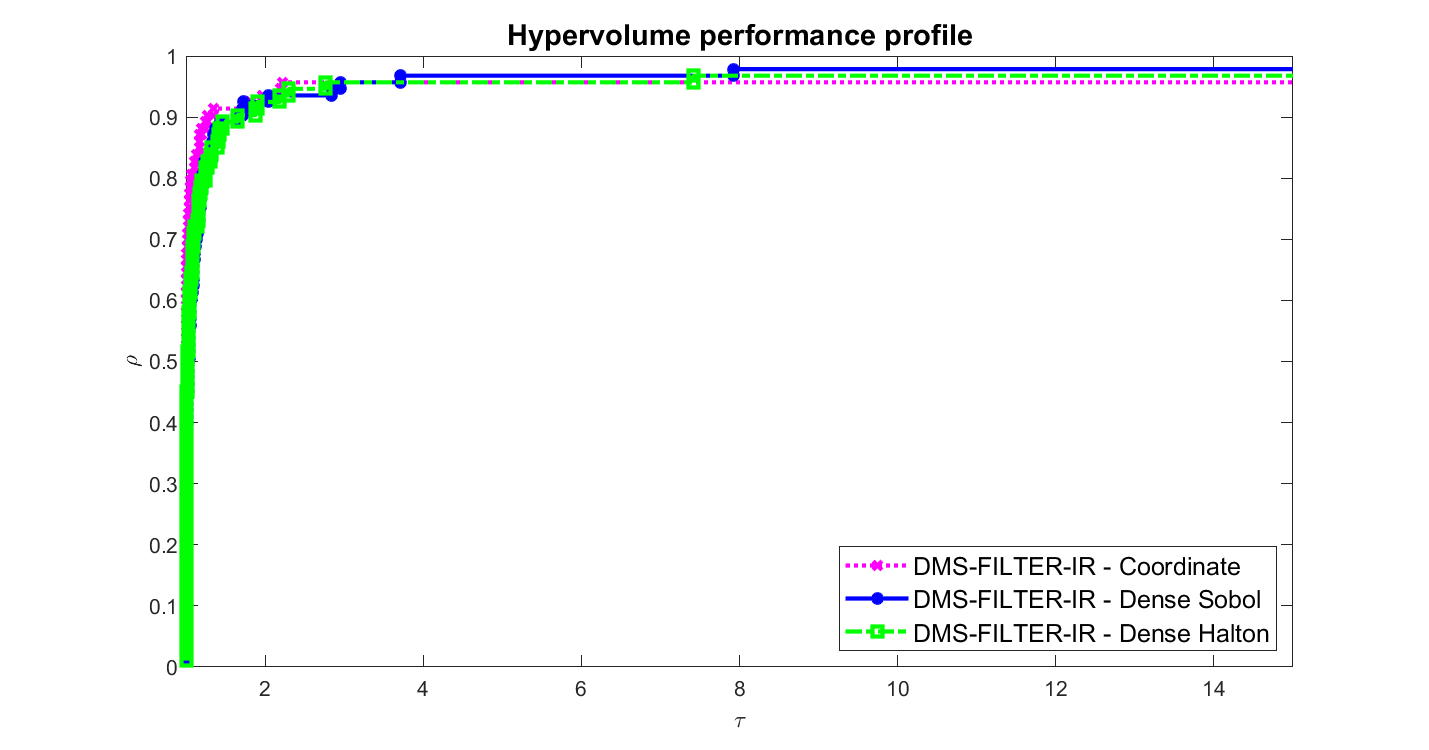 Hypervolume performance profile
1
0.9
0.8
0.7
0.6
0.5
0.4
0.3
0.2
0.1
0
ρ
2 4 6 8 10 12 14
τ
DMS-FILTER-IR - Coordinate
DMS-FILTER-IR - Dense Sobol
DMS-FILTER-IR - Dense Halton